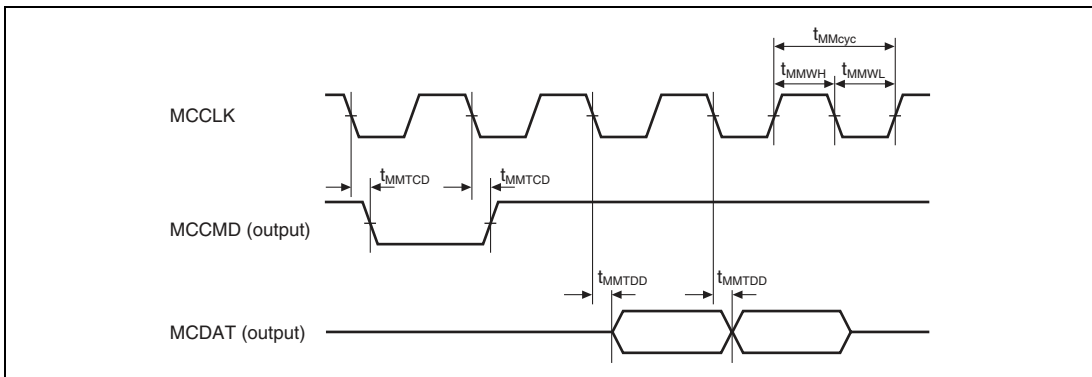 tMMcyc
tMMWH tMMWL
MCCLK
tMMTCD tMMTCD
MCCMD (output)
tMMTDD tMMTDD
MCDAT (output)